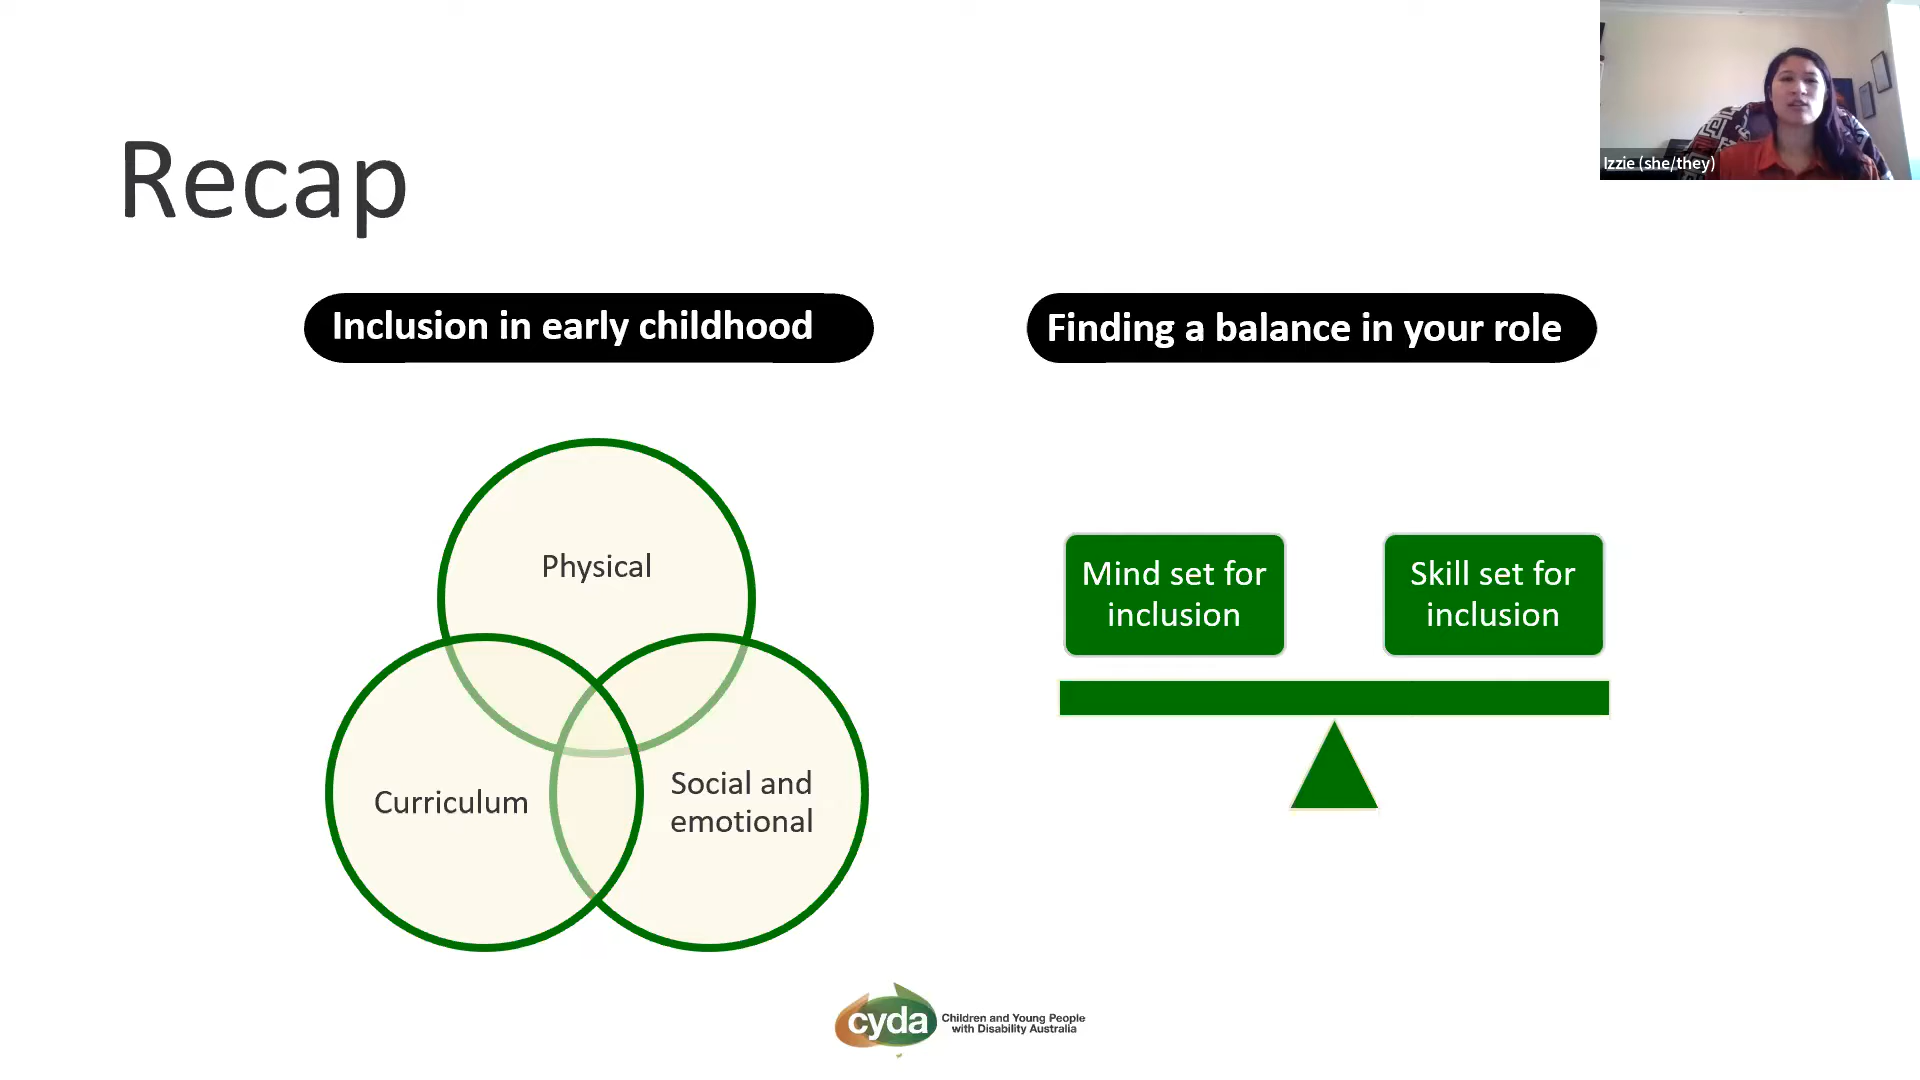 Recap
Izzie (she/they)
Inclusion in early childhood
Finding a balance in your role
Physical
Curriculum
Social and
emotional
Mind set for
inclusion
Skill set for
inclusion
cyda
Children and Young People
with Disability Australia